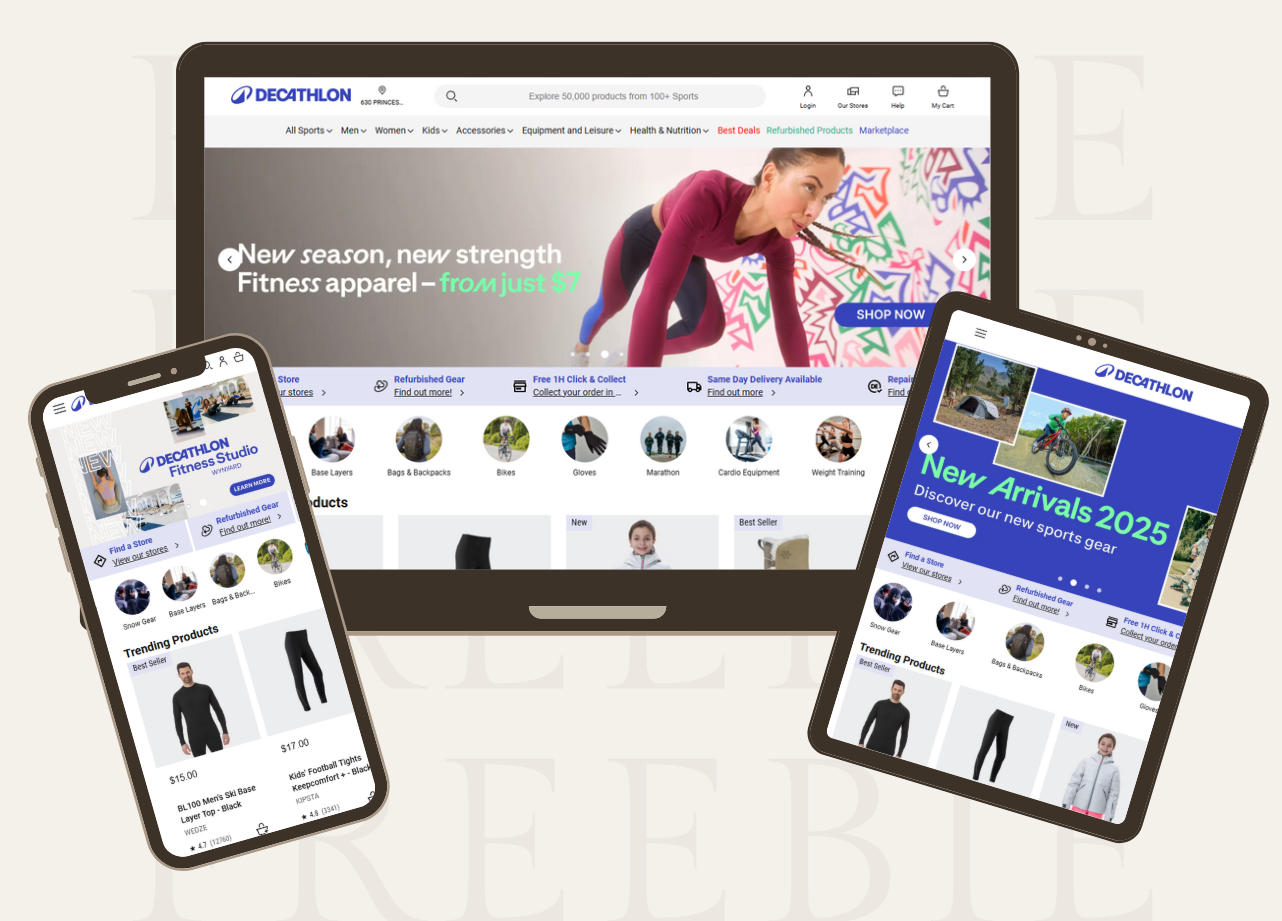 DECATHLON
630 PRINCES...
Explore 50,000 products from 100+ Sports
Login
Our Stores
Help
My Cart
All Sports Men Women Kids Accessories Equipment and Leisure Health & Nutrition Best Deals Refurbished Products Marketplace
New season, new strength
Fitness apparel – from just $7
SHOP NOW
Store
ur stores
Refurbished Gear
Find out more!
Free 1H Click & Collect
Collect your order in ...
Same Day Delivery Available
Find out more
Repai
Find
Base Layers
Bags & Backpacks
Bikes
Gloves
Marathon
Cardio Equipment
Weight Training
ducts
New
Best Seller
NEW
DECATHLON
Fitness Studio
WYNYARD
LEARN MORE
Find a Store
View our stores
Refurbished Gear
Find out more!
Snow Gear
Base Layers
Bags & Back...
Bikes
Trending Products
Best Seller
$15.00
BL100 Men's Ski Base
Layer Top - Black
WEDZE
★ 4.7 (12760)
$17.00
Kids' Football Tights
Keepcomfort + - Black
KIPSTA
★ 4.8 (3341)
DECATHLON
New Arrivals 2025
Discover our new sports gear
SHOP NOW
Find a Store
View our stores
Refurbished Gear
Find out more!
Free 1H Click & C
Collect your order
Snow Gear
Base Layers
Bags & Backpacks
Bikes
Gloves
Trending Products
Best Seller
New
FREEBIE